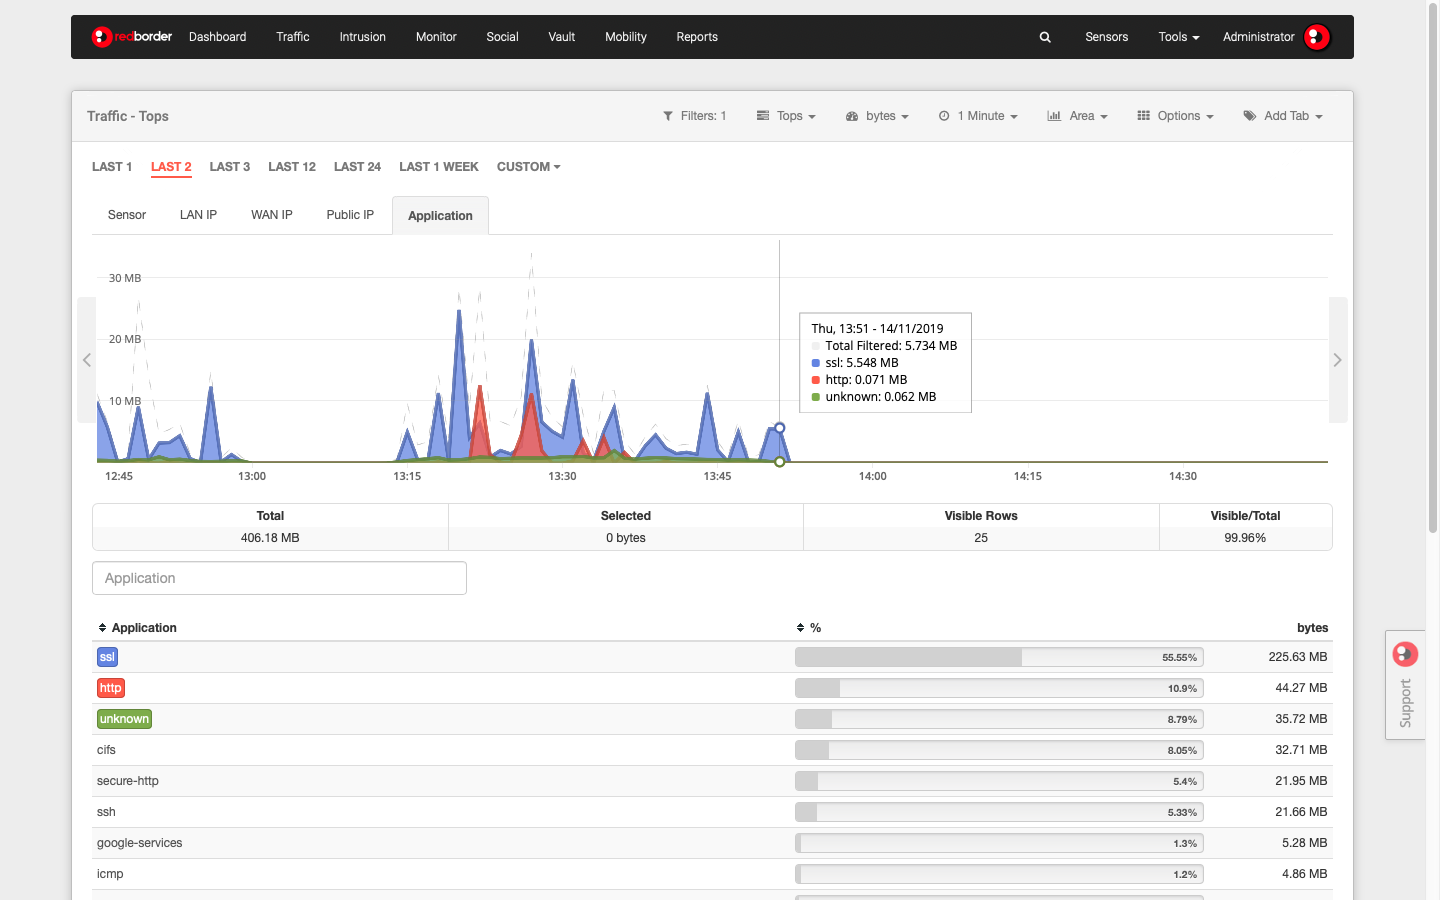 redborder Dashboard Traffic Intrusion Monitor Social Vault Mobility Reports Sensors Tools Administrator
Traffic - Tops Filters: 1 Tops bytes 1 Minute Area Options Add Tab
LAST 1 LAST 2 LAST 3 LAST 12 LAST 24 LAST 1 WEEK CUSTOM
Sensor LAN IP WAN IP Public IP Application
30 MB
20 MB
10 MB
Thu, 13:51 - 14/11/2019
Total Filtered: 5.734 MB
ssl: 5.548 MB
http: 0.071 MB
unknown: 0.062 MB
12:45 13:00 13:15 13:30 13:45 14:00 14:15 14:30
Total Selected Visible Rows Visible/Total
406.18 MB 0 bytes 25 99.96%
Application
Application % bytes
ssl 55.55% 225.63 MB
http 10.9% 44.27 MB
unknown 8.79% 35.72 MB
cifs 8.05% 32.71 MB
secure-http 5.4% 21.95 MB
ssh 5.33% 21.66 MB
google-services 1.3% 5.28 MB
icmp 1.2% 4.86 MB
Support